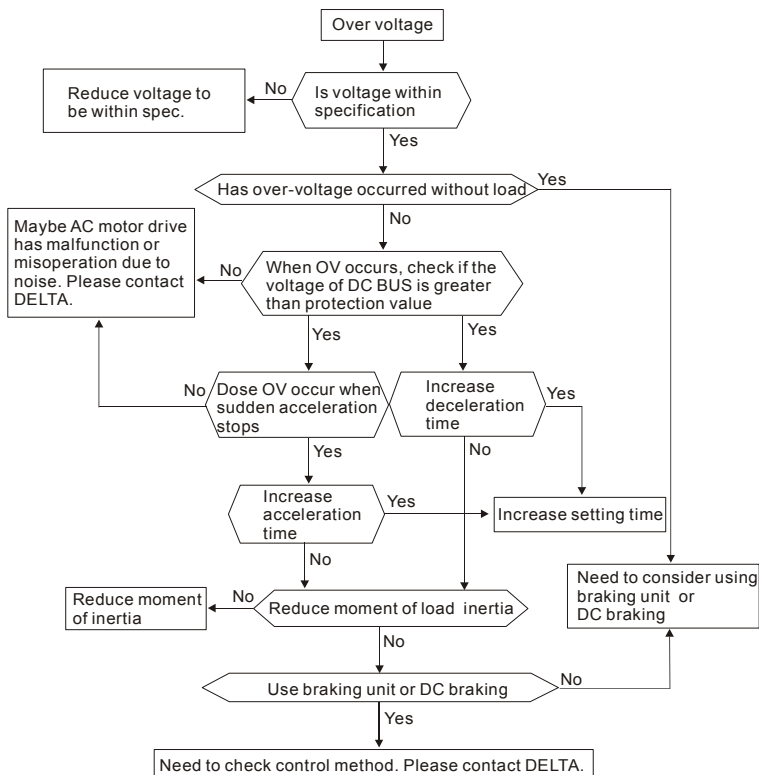 Over voltage
Reduce voltage to
be within spec.
No
Is voltage within
specification
Yes
Has over-voltage occurred without load
Yes
No
Maybe AC motor drive
has malfunction or
misoperation due to
noise. Please contact
DELTA.
No
When OV occurs, check if the
voltage of DC BUS is greater
than protection value
Yes
Yes
No
Dose OV occur when
sudden acceleration
stops
Increase
deceleration
time
Yes
Yes
No
Increase
acceleration
time
Yes
Increase setting time
No
Reduce moment
of inertia
No
Reduce moment of load inertia
Need to consider using
braking unit or
DC braking
No
Use braking unit or DC braking
No
Yes
Need to check control method. Please contact DELTA.